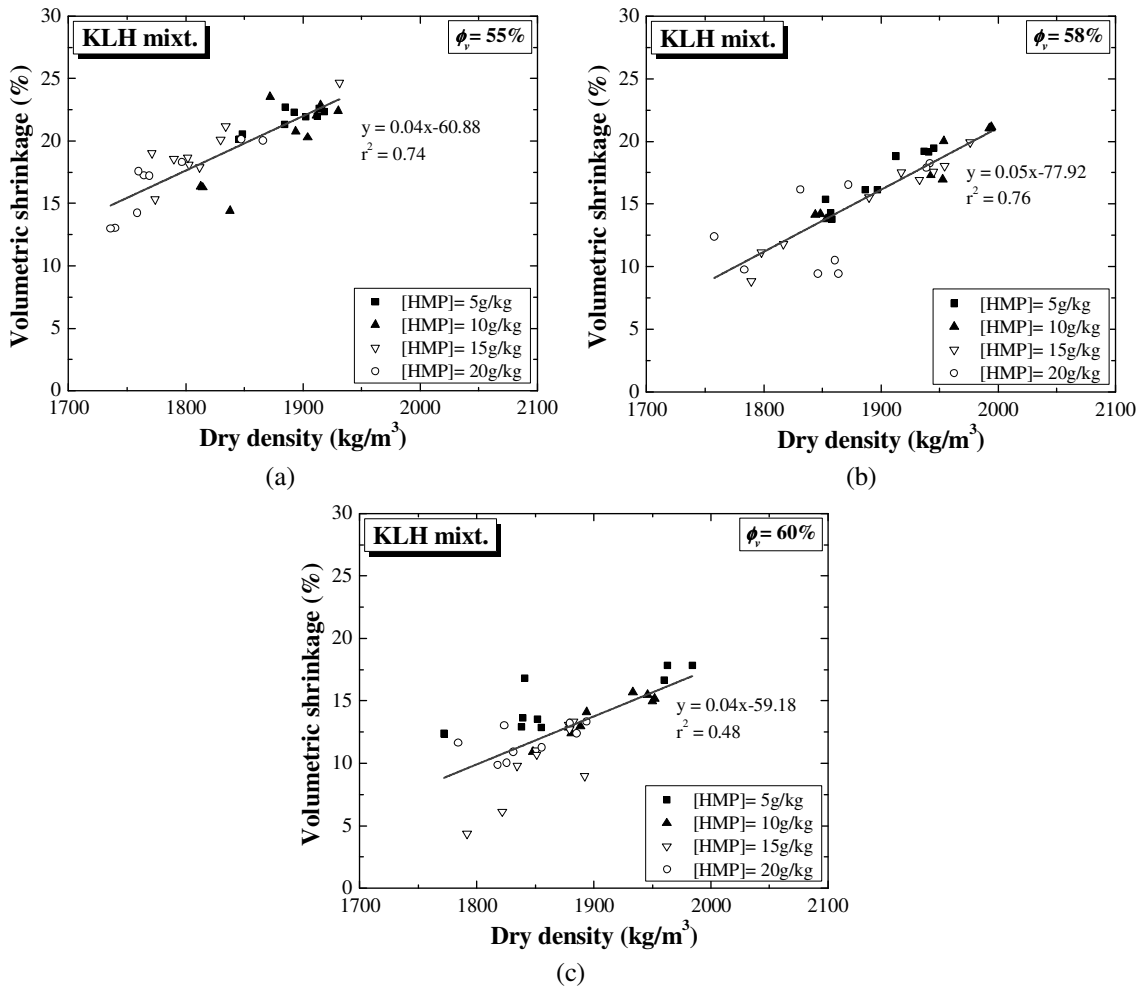 KLH mixt.
ϕv = 55%
30
25
20
15
10
5
0
Volumetric shrinkage (%)
y = 0.04x-60.88
r² = 0.74
[HMP]= 5g/kg
[HMP]= 10g/kg
[HMP]= 15g/kg
[HMP]= 20g/kg
1700 1800 1900 2000 2100
Dry density (kg/m³)
(a)
KLH mixt.
ϕv = 58%
30
25
20
15
10
5
0
Volumetric shrinkage (%)
y = 0.05x-77.92
r² = 0.76
[HMP]= 5g/kg
[HMP]= 10g/kg
[HMP]= 15g/kg
[HMP]= 20g/kg
1700 1800 1900 2000 2100
Dry density (kg/m³)
(b)
KLH mixt.
ϕv = 60%
30
25
20
15
10
5
0
Volumetric shrinkage (%)
y = 0.04x-59.18
r² = 0.48
[HMP]= 5g/kg
[HMP]= 10g/kg
[HMP]= 15g/kg
[HMP]= 20g/kg
1700 1800 1900 2000 2100
Dry density (kg/m³)
(c)